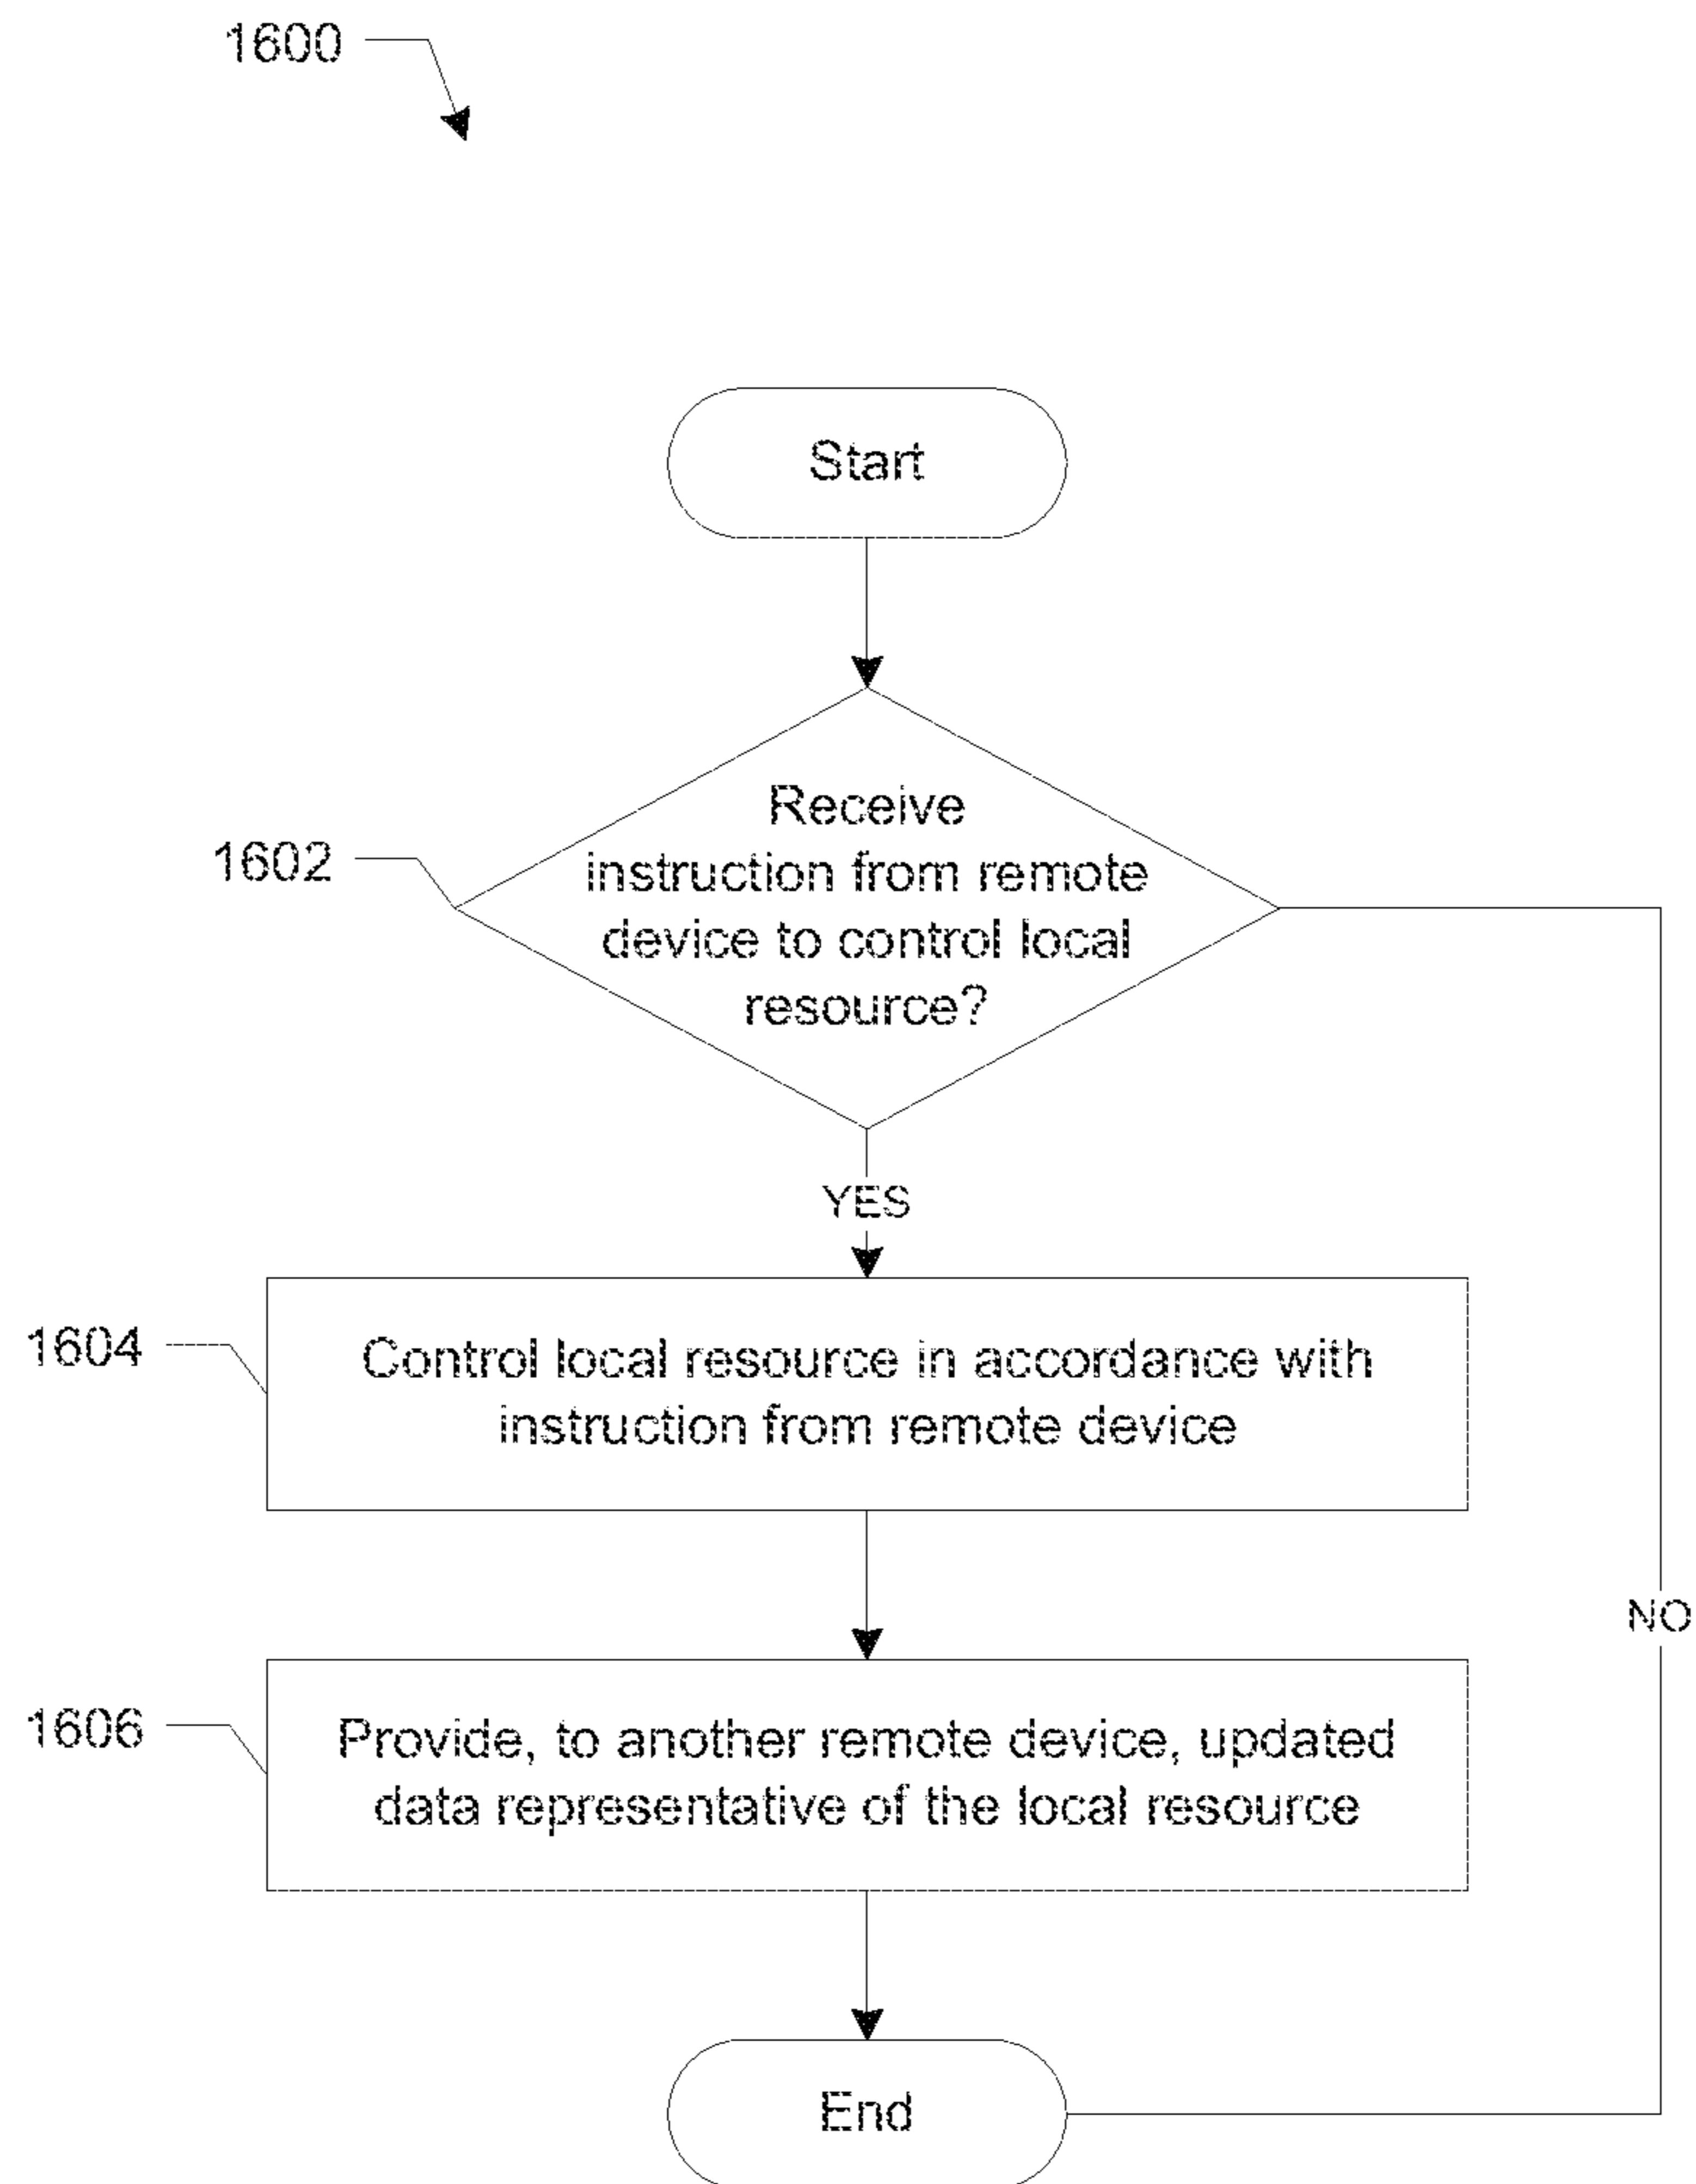 1600
Start
1602
Receive
instruction from remote
device to control local
resource?
YES
1604
Control local resource in accordance with
instruction from remote device
NO
1606
Provide, to another remote device, updated
data representative of the local resource
End